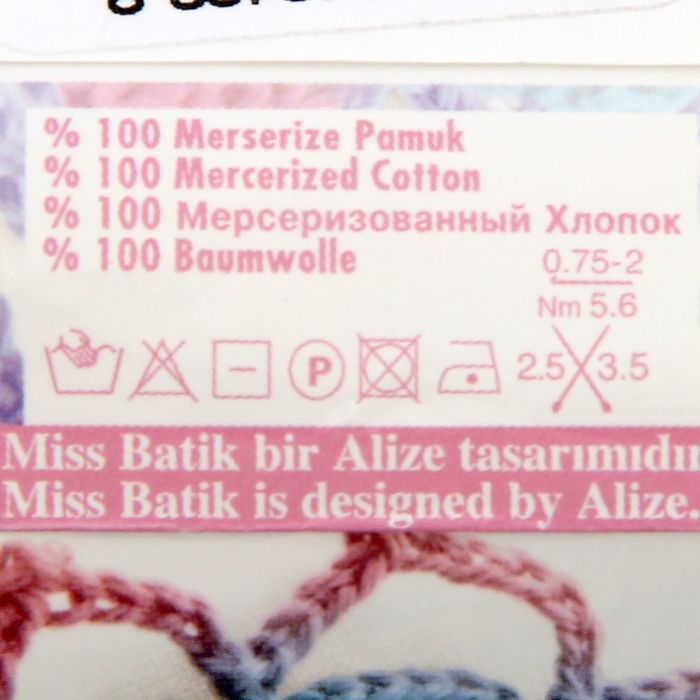 % 100 Merserize Pamuk
% 100 Mercerized Cotton
% 100 Мерсеризованный Хлопок
% 100 Baumwolle
0.75-2
Nm 5.6
P
2.5 3.5
Miss Batik bir Alize tasarımıdır
Miss Batik is designed by Alize.